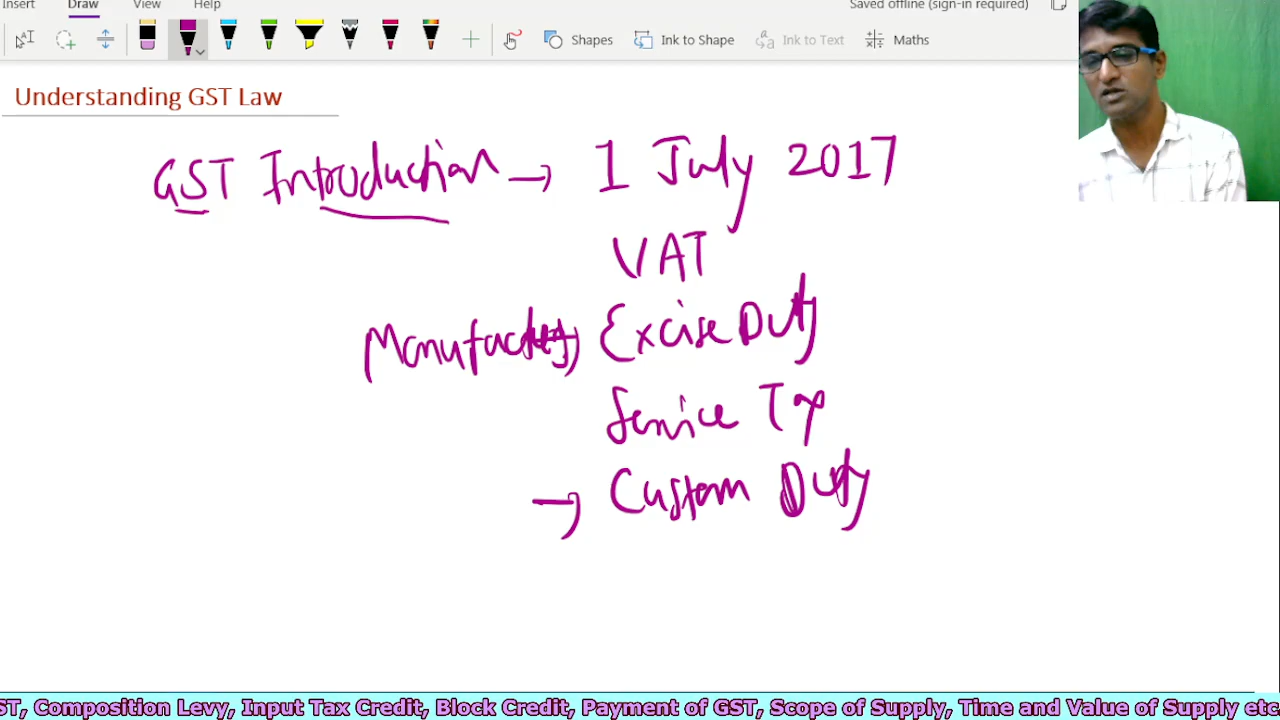 Insert Draw View Help Saved offline (sign-in required)
Shapes Ink to Shape Ink to Text Maths
Understanding GST Law
GST Introduction → 1 July 2017
VAT
Excise Duty
Service Tax
→ Custom Duty
ST, Composition Levy, Input Tax Credit, Block Credit, Payment of GST, Scope of Supply, Time and Value of Supply etc